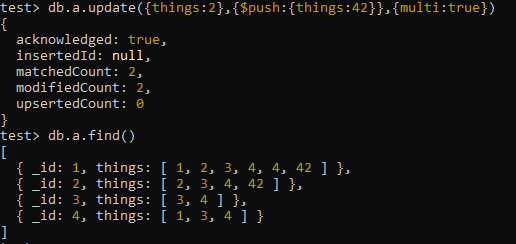 test> db.a.update({things:2},{$push:{things:42}},{multi:true})
{
  acknowledged: true,
  insertedId: null,
  matchedCount: 2,
  modifiedCount: 2,
  upsertedCount: 0
}
test> db.a.find()
[
  { _id: 1, things: [ 1, 2, 3, 4, 4, 42 ] },
  { _id: 2, things: [ 2, 3, 4, 42 ] },
  { _id: 3, things: [ 3, 4 ] },
  { _id: 4, things: [ 1, 3, 4 ] }
]